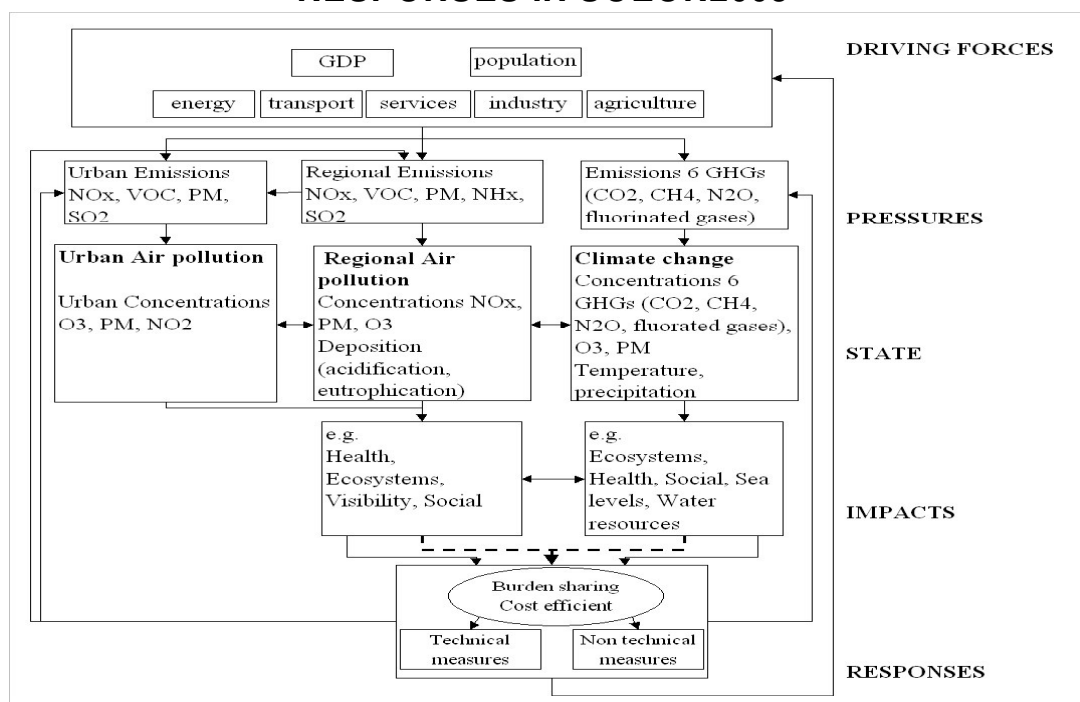 RESPONSES in
DRIVING FORCES
GDP
population
energy
transport
services
industry
agriculture
Urban Emissions
NOx, VOC, PM,
SO2
Regional Emissions
NOx, VOC, PM, NHx,
SO2
Emissions 6 GHGs
(CO2, CH4, N2O,
fluorinated gases)
PRESSURES
Urban Air pollution
Urban Concentrations
O3, PM, NO2
Regional Air
pollution
Concentrations NOx,
PM, O3
Deposition
(acidification,
eutrophication)
Climate change
Concentrations 6
GHGs (CO2, CH4,
N2O, fluorated gases),
O3, PM
Temperature,
precipitation
STATE
e.g.
Health,
Ecosystems,
Visibility, Social
e.g.
Ecosystems,
Health, Social, Sea
levels, Water
resources
IMPACTS
Burden sharing
Cost efficient
Technical
measures
Non technical
measures
RESPONSES